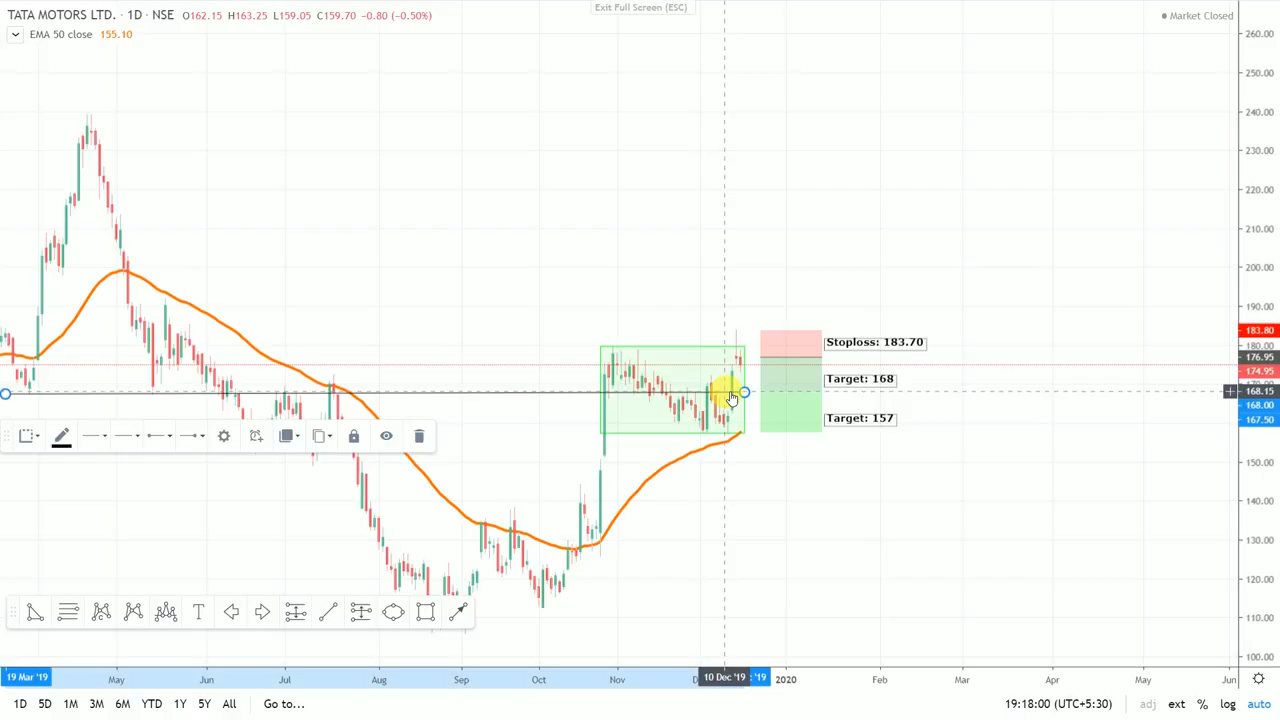 TATA MOTORS LTD. · 1D · NSE O162.15 H163.25 L159.05 C159.70 −0.80 (−0.50%)
Exit Full Screen (ESC)
Market Closed
EMA 50 close 155.10
260.00
250.00
240.00
230.00
220.00
210.00
200.00
190.00
183.80
180.00
176.95
174.95
168.15
168.00
167.50
150.00
140.00
130.00
120.00
110.00
100.00
Stoploss: 183.70
Target: 168
Target: 157
19 Mar '19 May Jun Jul Aug Sep Oct Nov 10 Dec '19 '19 2020 Feb Mar Apr May Jun
1D 5D 1M 3M 6M YTD 1Y 5Y All Go to... 19:18:00 (UTC+5:30) adj ext % log auto